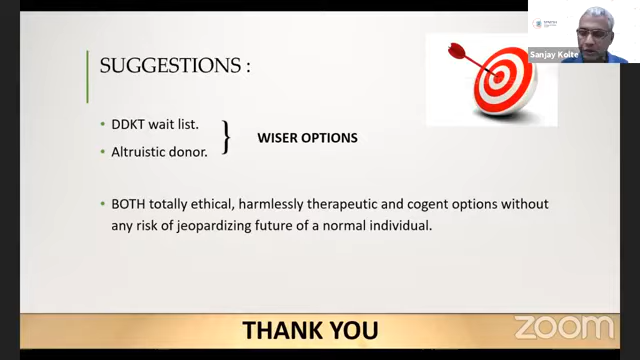 Sanjay Kolte
SUGGESTIONS :
• DDKT wait list.
• Altruistic donor.
} WISER OPTIONS
• BOTH totally ethical, harmlessly therapeutic and cogent options without
any risk of jeopardizing future of a normal individual.
THANK YOU
zoom